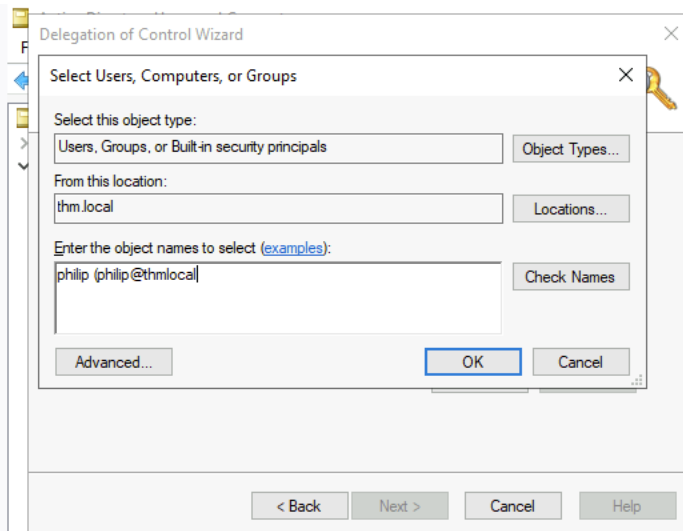 Delegation of Control Wizard
Select Users, Computers, or Groups
Select this object type:
Users, Groups, or Built-in security principals
Object Types...
From this location:
thm.local
Locations...
Enter the object names to select (examples):
philip (philip@thmlocal
Check Names
Advanced...
OK
Cancel
< Back
Next >
Cancel
Help